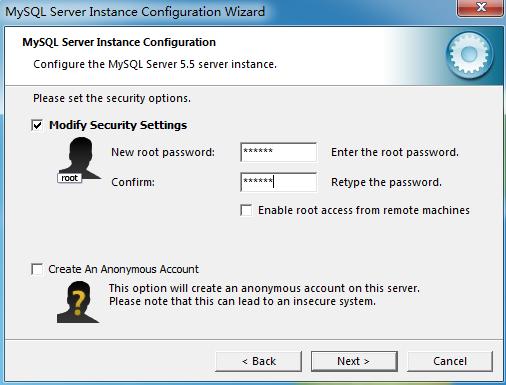 MySQL Server Instance Configuration Wizard
MySQL Server Instance Configuration
Configure the MySQL Server 5.5 server instance.
Please set the security options.
Modify Security Settings
New root password: ****** Enter the root password.
root
Confirm: ****** Retype the password.
Enable root access from remote machines
Create An Anonymous Account
This option will create an anonymous account on this server.
Please note that this can lead to an insecure system.
< Back Next > Cancel